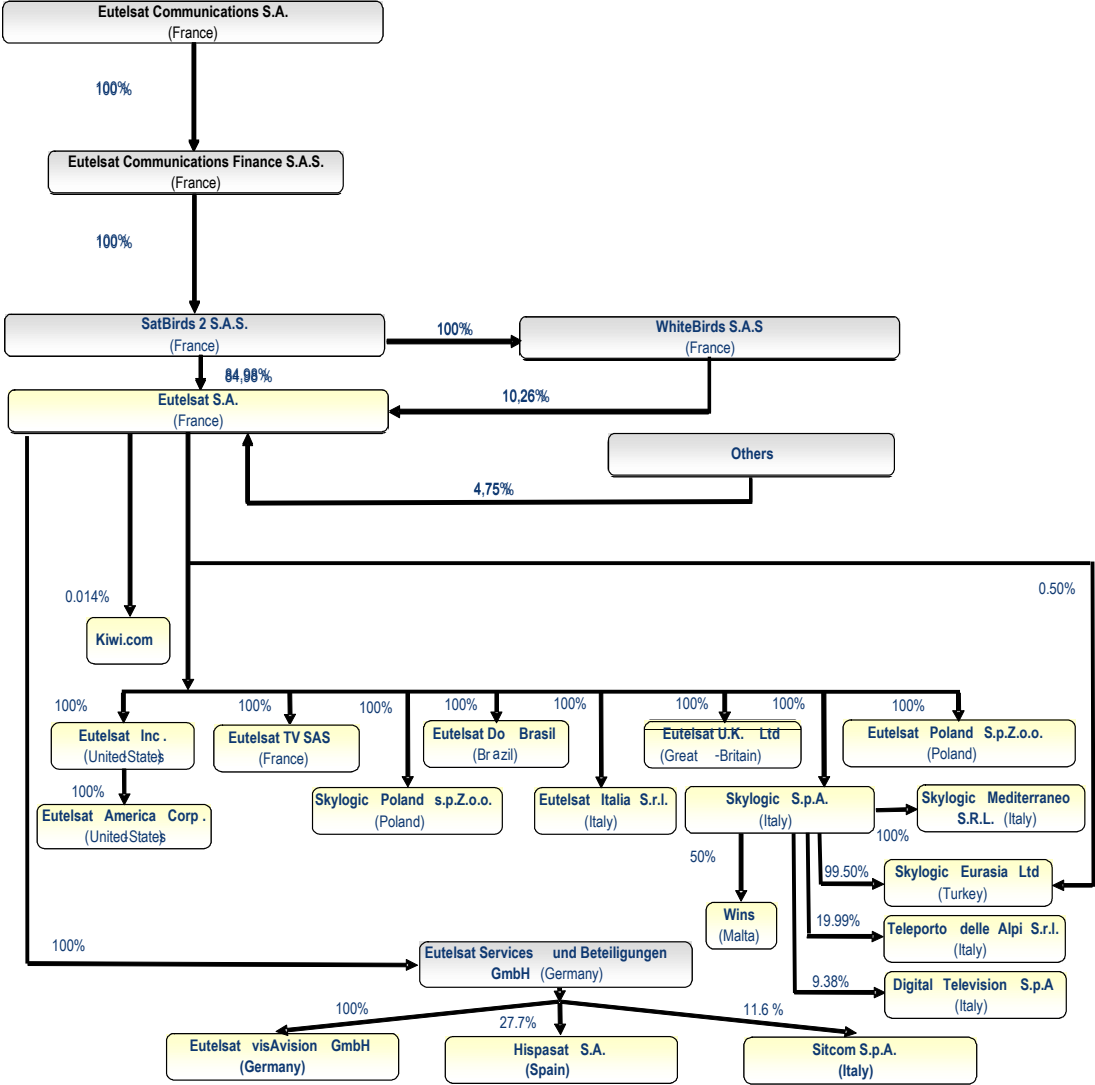 Eutelsat Communications S.A.
(France)
100%
Eutelsat Communications Finance S.A.S.
(France)
100%
SatBirds 2 S.A.S.
(France)
100%
WhiteBirds S.A.S
(France)
84,98%
Eutelsat S.A.
(France)
10,26%
Others
4,75%
0.014%
0.50%
Kiwi.com
100%
100%
100%
100%
100%
100%
100%
100%
Eutelsat Inc.
(United States)
Eutelsat TV SAS
(France)
Eutelsat Do Brasil
(Brazil)
Eutelsat U.K. Ltd
(Great -Britain)
Eutelsat Poland S.p.Z.o.o.
(Poland)
100%
Eutelsat America Corp.
(United States)
Skylogic Poland s.p.Z.o.o.
(Poland)
Eutelsat Italia S.r.l.
(Italy)
Skylogic S.p.A.
(Italy)
100%
Skylogic Mediterraneo
S.R.L. (Italy)
50%
99.50%
Skylogic Eurasia Ltd
(Turkey)
Wins
(Malta)
19.99%
Teleporto delle Alpi S.r.l.
(Italy)
100%
Eutelsat Services und Beteiligungen
GmbH (Germany)
9.38%
Digital Television S.p.A
(Italy)
100%
27.7%
11.6 %
Eutelsat visAvision GmbH
(Germany)
Hispasat S.A.
(Spain)
Sitcom S.p.A.
(Italy)